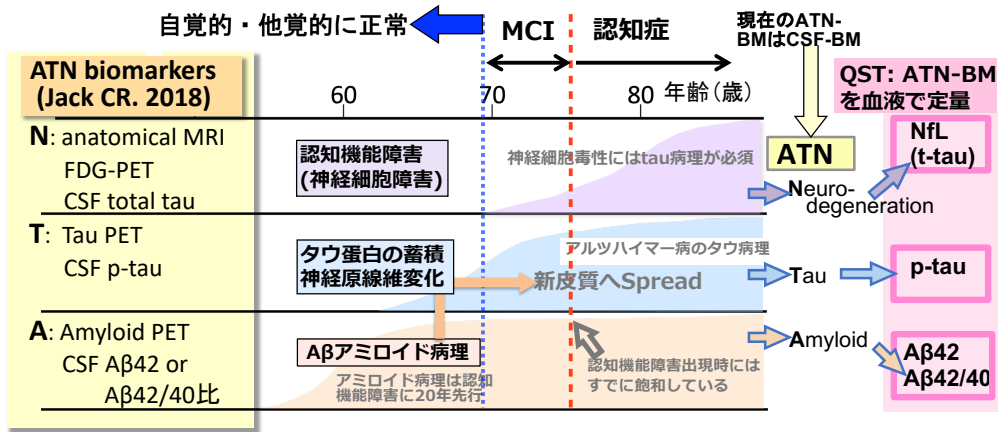 自覚的・他覚的に正常
MCI
認知症
現在のATN-
BMはCSF-BM
ATN biomarkers
(Jack CR. 2018)
60
70
80
年齢(歳)
QST: ATN-BM
を血液で定量
N: anatomical MRI
FDG-PET
CSF total tau
認知機能障害
(神経細胞障害)
神経細胞毒性にはtau病理が必須
ATN
Neuro-
degeneration
NfL
(t-tau)
T: Tau PET
CSF p-tau
タウ蛋白の蓄積
神経原線維変化
アルツハイマー病のタウ病理
新皮質へSpread
Tau
p-tau
A: Amyloid PET
CSF Aβ42 or
Aβ42/40比
Aβアミロイド病理
アミロイド病理は認知
機能障害に20年先行
認知機能障害出現時には
すでに飽和している
Amyloid
Aβ42
Aβ42/40